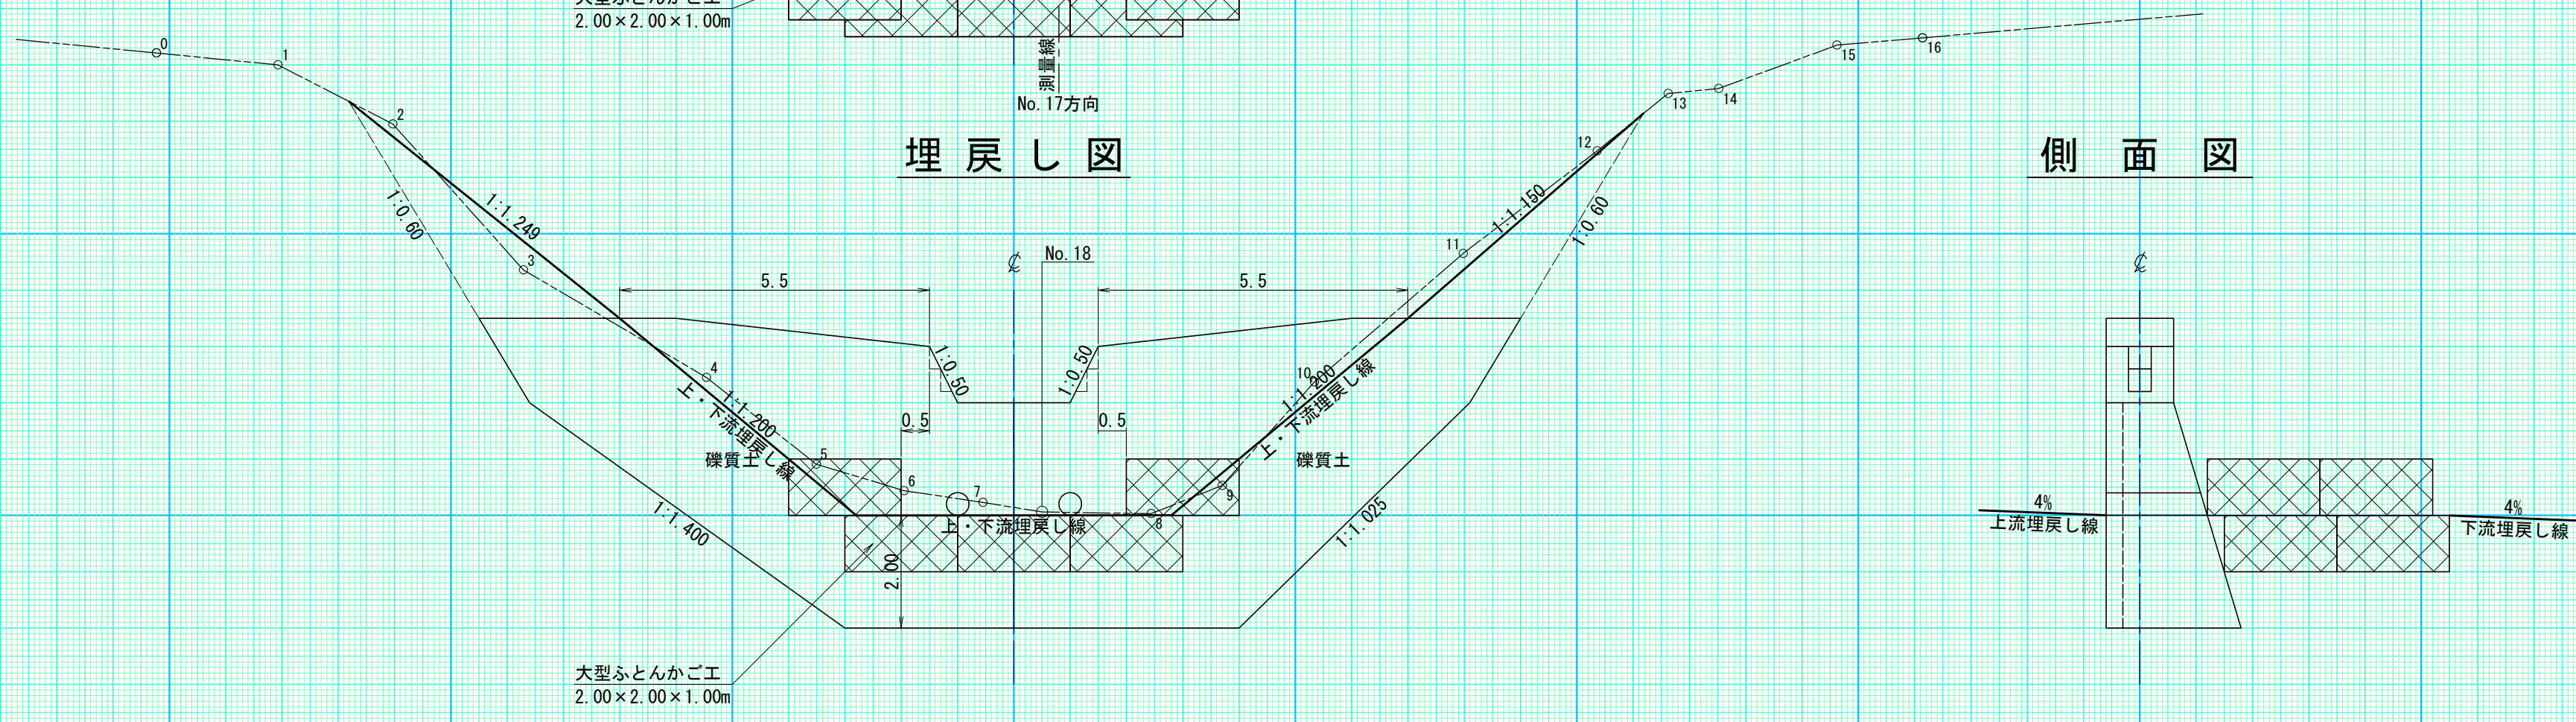 大型ふとんかご工
2.00×2.00×1.00m
測量線
No.17方向
埋戻し図
側面図
0
1
2
3
4
5
6
7
8
9
10
11
12
13
14
15
16
1:0.60
1:1.249
1:1.150
1:0.60
℄
No.18
℄
5.5
5.5
1:0.50
1:0.50
1:1.200
上・下流埋戻し線
1:1.200
上・下流埋戻し線
0.5
0.5
礫質土
礫質土
上・下流埋戻し線
1:1.400
2.00
1:1.025
4%
上流埋戻し線
4%
下流埋戻し線
大型ふとんかご工
2.00×2.00×1.00m